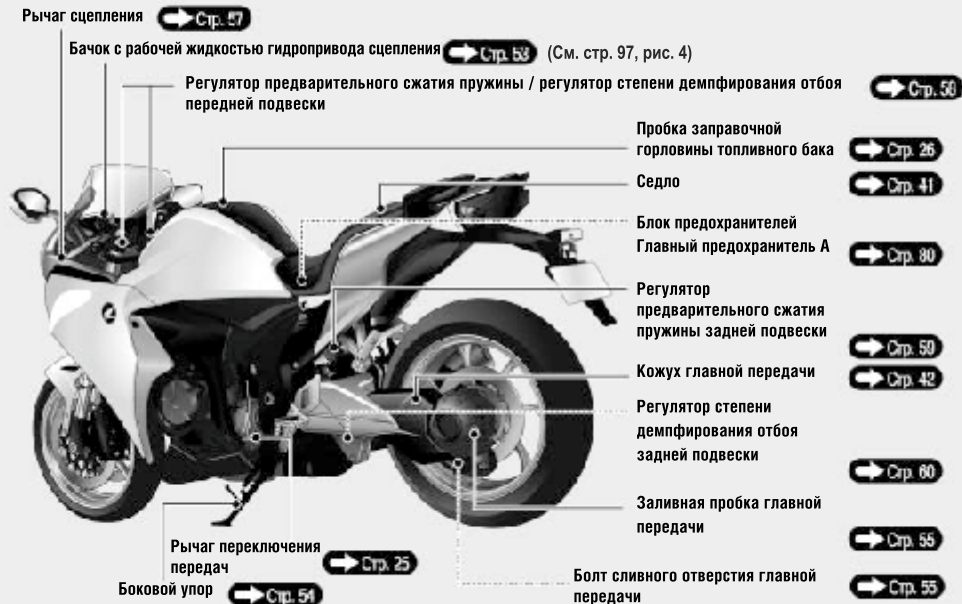 Рычаг сцепления Стр. 57
Бачок с рабочей жидкостью гидропривода сцепления Стр. 53 (См. стр. 97, рис. 4)
Регулятор предварительного сжатия пружины / регулятор степени демпфирования отбоя
передней подвески Стр. 58
Пробка заправочной
горловины топливного бака Стр. 26
Седло Стр. 41
Блок предохранителей
Главный предохранитель А Стр. 80
Регулятор
предварительного сжатия
пружины задней подвески Стр. 59
Кожух главной передачи Стр. 42
Регулятор степени
демпфирования отбоя
задней подвески Стр. 60
Заливная пробка главной
передачи Стр. 55
Рычаг переключения
передач Стр. 25
Боковой упор Стр. 54
Болт сливного отверстия главной
передачи Стр. 55